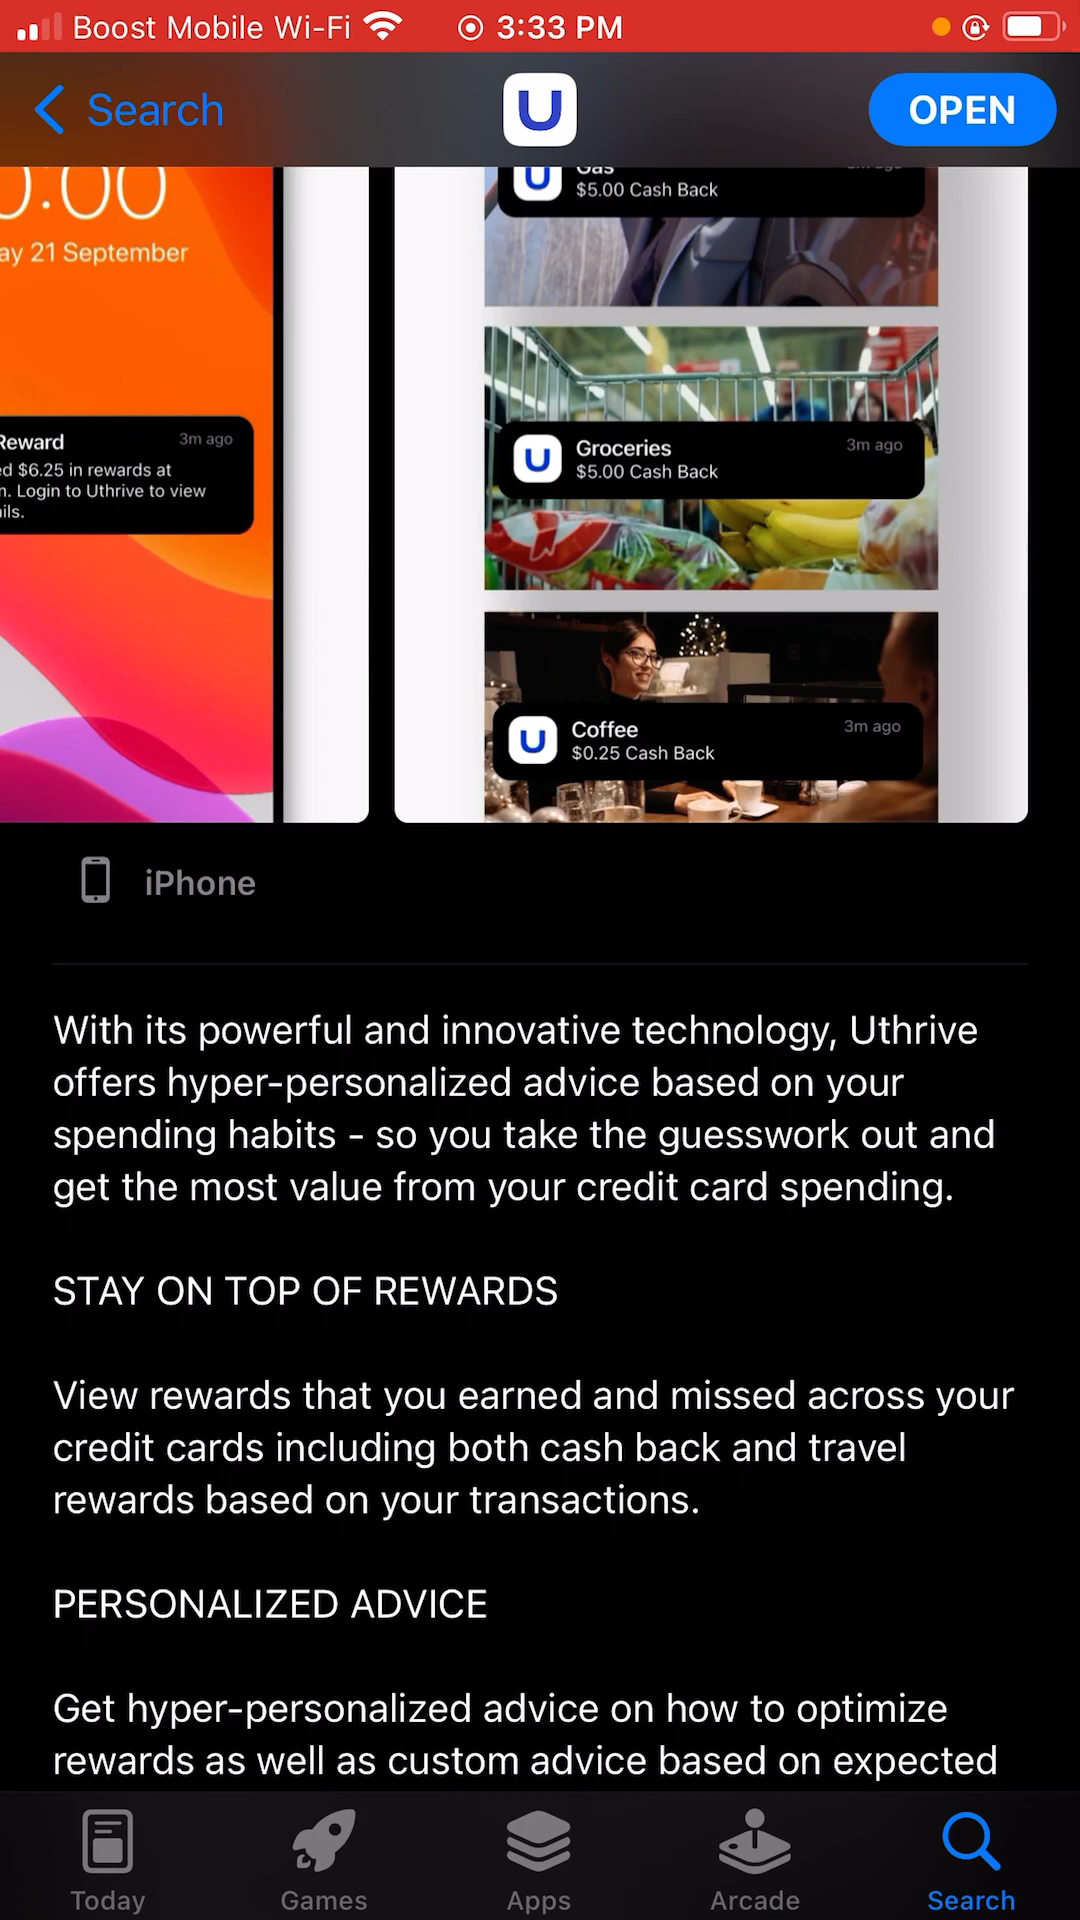 Boost Mobile Wi-Fi 3:33 PM
Search
U
OPEN
ay 21 September
Reward 3m ago
ed $6.25 in rewards at
n. Login to Uthrive to view
ils.
U
Gas
$5.00 Cash Back
U
Groceries 3m ago
$5.00 Cash Back
U
Coffee 3m ago
$0.25 Cash Back
iPhone
With its powerful and innovative technology, Uthrive
offers hyper-personalized advice based on your
spending habits - so you take the guesswork out and
get the most value from your credit card spending.
STAY ON TOP OF REWARDS
View rewards that you earned and missed across your
credit cards including both cash back and travel
rewards based on your transactions.
PERSONALIZED ADVICE
Get hyper-personalized advice on how to optimize
rewards as well as custom advice based on expected
Today Games Apps Arcade Search